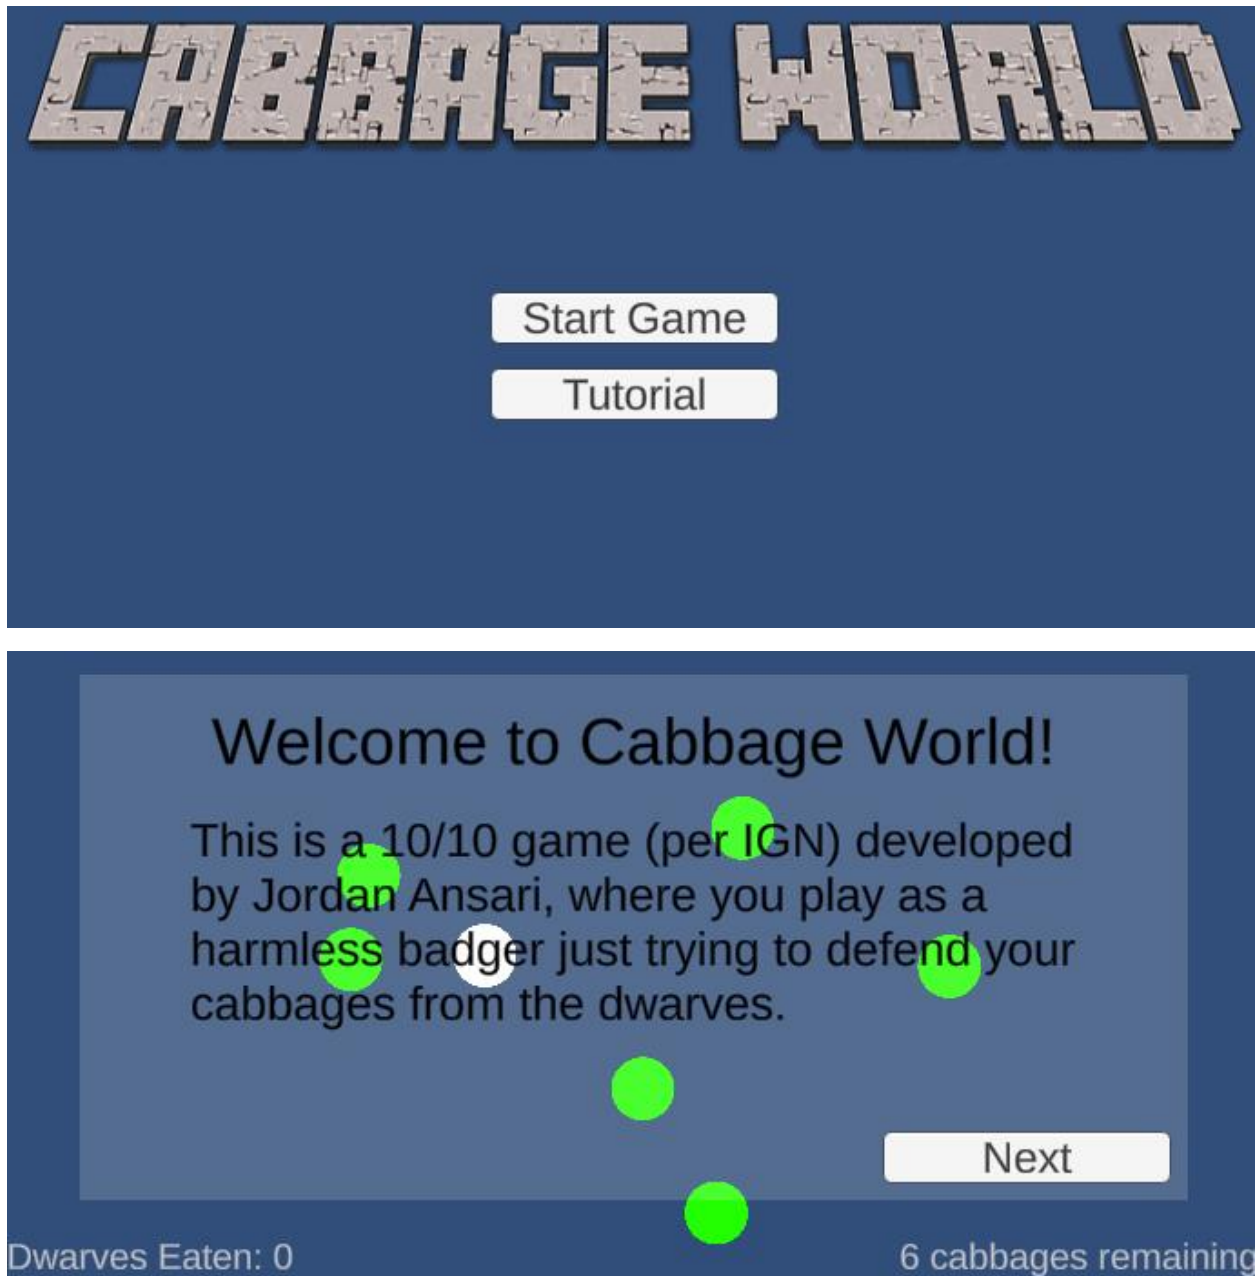 CABBAGE WORLD
Start Game
Tutorial
Welcome to Cabbage World!
This is a 10/10 game (per IGN) developed
by Jordan Ansari, where you play as a
harmless badger just trying to defend your
cabbages from the dwarves.
Next
Dwarves Eaten: 0
6 cabbages remaining